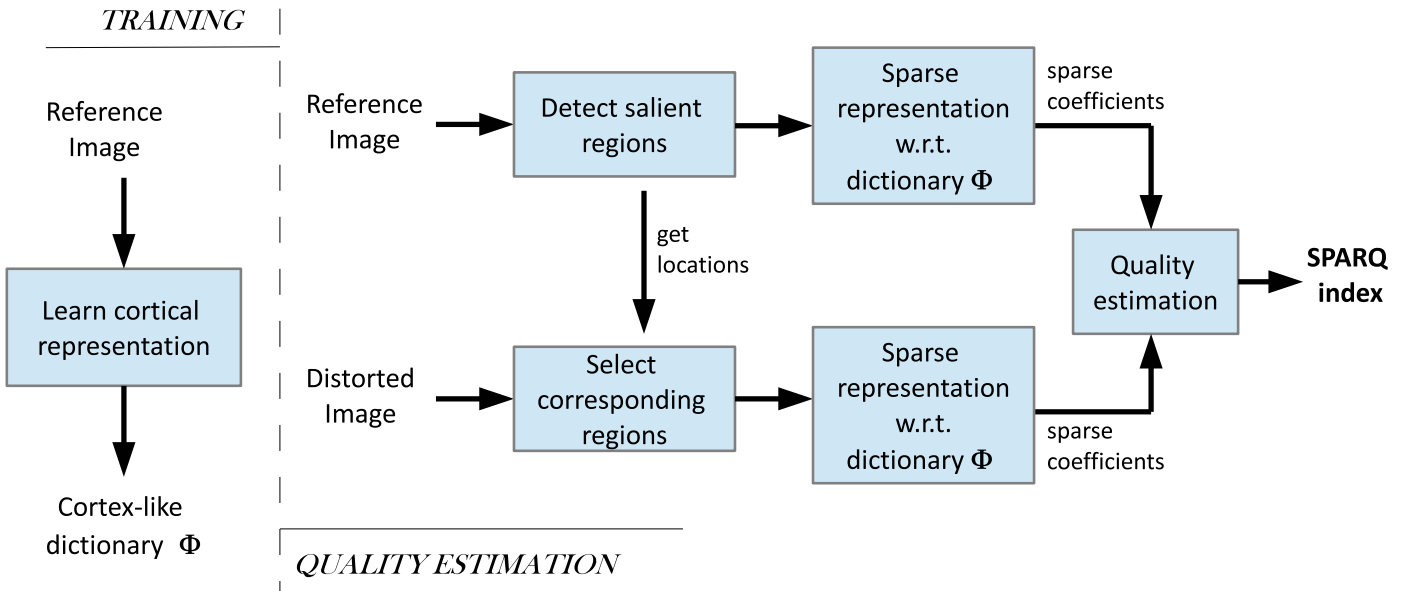 TRAINING
Reference
Image
Learn cortical
representation
Cortex-like
dictionary Φ
Reference
Image
Detect salient
regions
Sparse
representation
w.r.t.
dictionary Φ
sparse
coefficients
get
locations
Distorted
Image
Select
corresponding
regions
Sparse
representation
w.r.t.
dictionary Φ
sparse
coefficients
Quality
estimation
SPARQ
index
QUALITY ESTIMATION